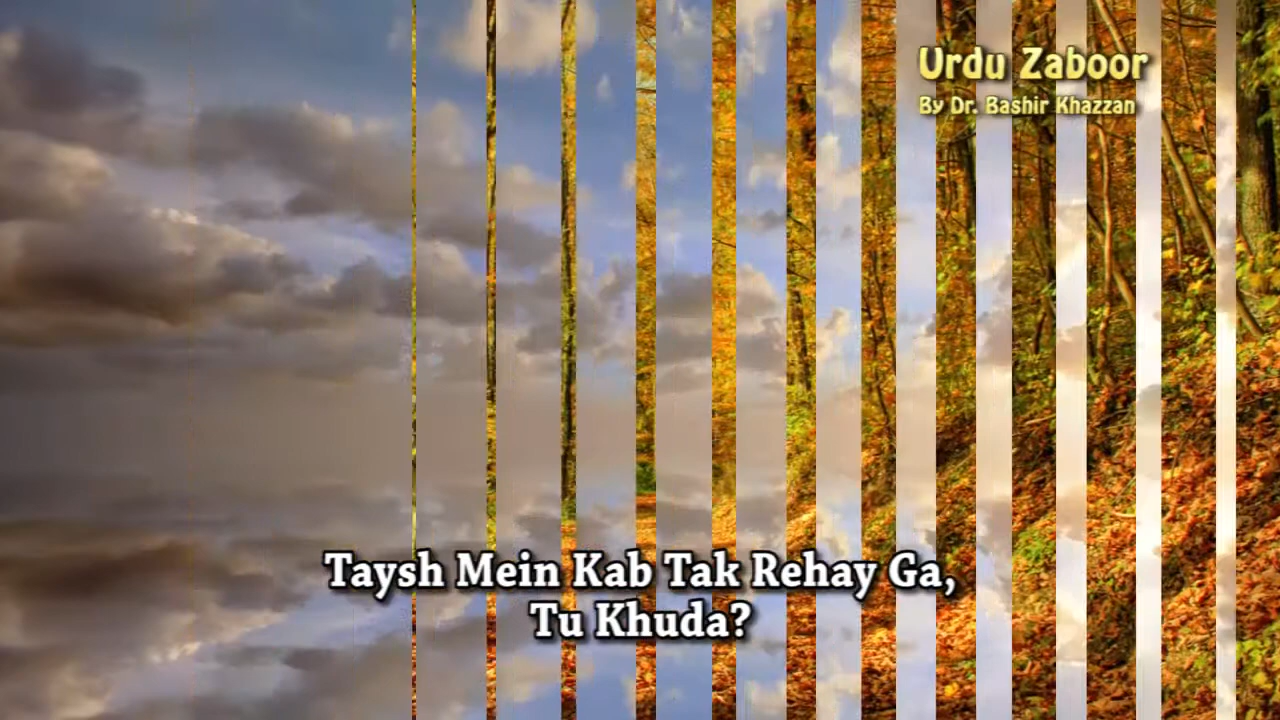 Urdu Zaboor
By Dr. Bashir Khazzan
Taysh Mein Kab Tak Rehay Ga,
Tu Khuda?